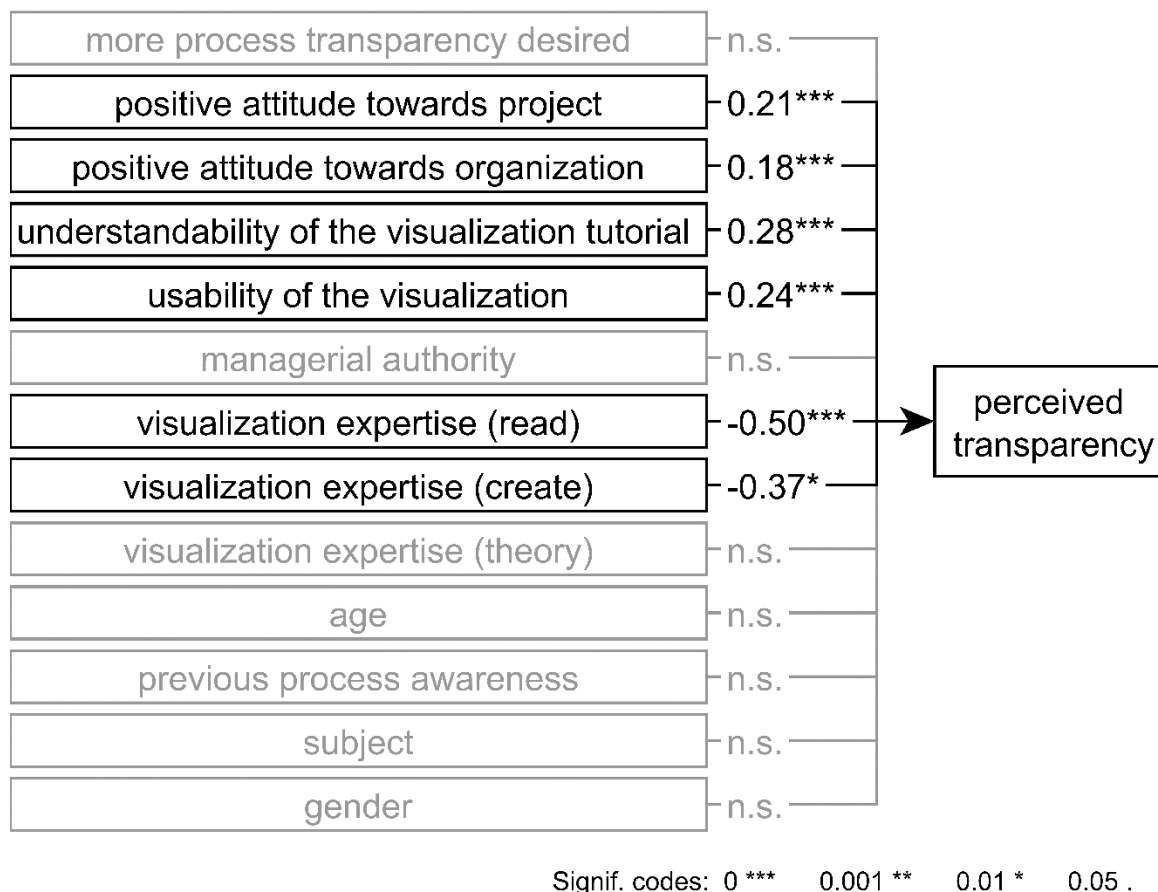 more process transparency desired n.s.
positive attitude towards project 0.21***
positive attitude towards organization 0.18***
understandability of the visualization tutorial 0.28***
usability of the visualization 0.24***
managerial authority n.s.
visualization expertise (read) -0.50***
visualization expertise (create) -0.37*
visualization expertise (theory) n.s.
age n.s.
previous process awareness n.s.
subject n.s.
gender n.s.
perceived
transparency
Signif. codes: 0 *** 0.001 ** 0.01 * 0.05 .